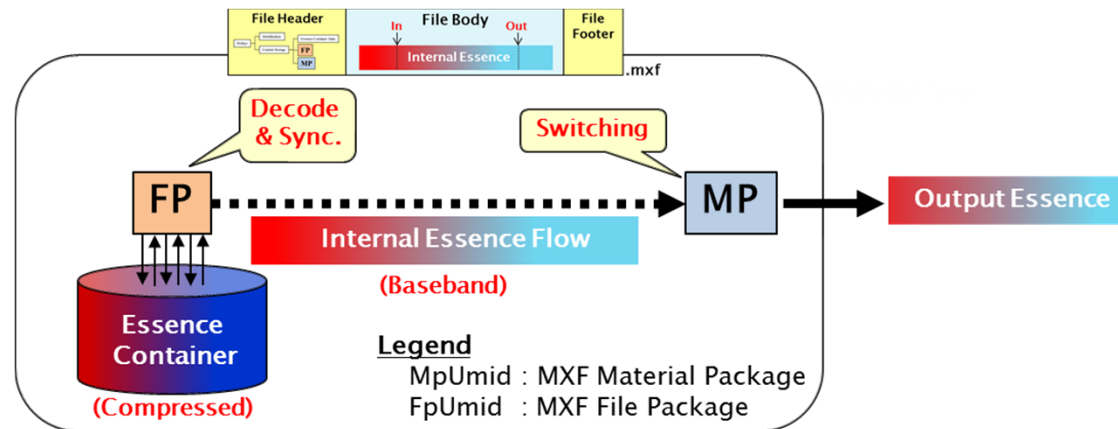 File Header
File Body
File
Footer
In
Out
Internal Essence
FP
MP
.mxf
Decode
& Sync.
Switching
FP
MP
Output Essence
Internal Essence Flow
(Baseband)
Essence
Container
(Compressed)
Legend
MpUmid : MXF Material Package
FpUmid : MXF File Package